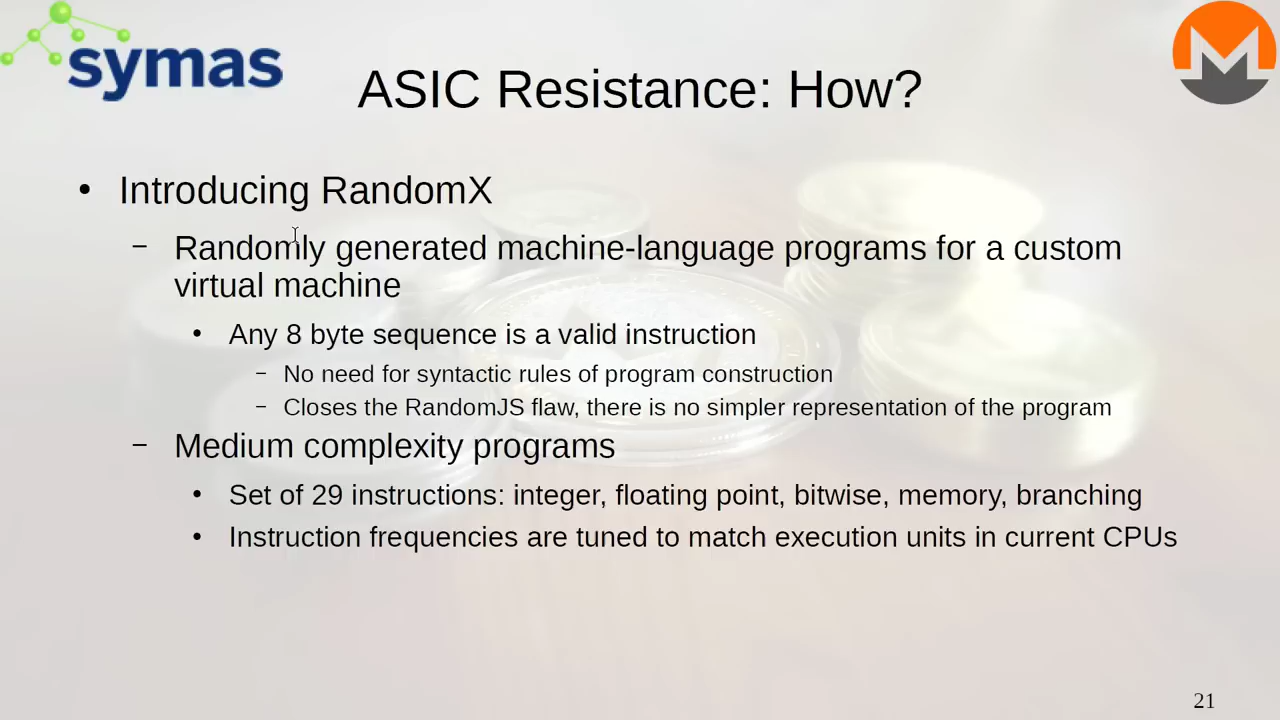 symas
ASIC Resistance: How?
• Introducing RandomX
– Randomly generated machine-language programs for a custom
virtual machine
• Any 8 byte sequence is a valid instruction
– No need for syntactic rules of program construction
– Closes the RandomJS flaw, there is no simpler representation of the program
– Medium complexity programs
• Set of 29 instructions: integer, floating point, bitwise, memory, branching
• Instruction frequencies are tuned to match execution units in current CPUs
21